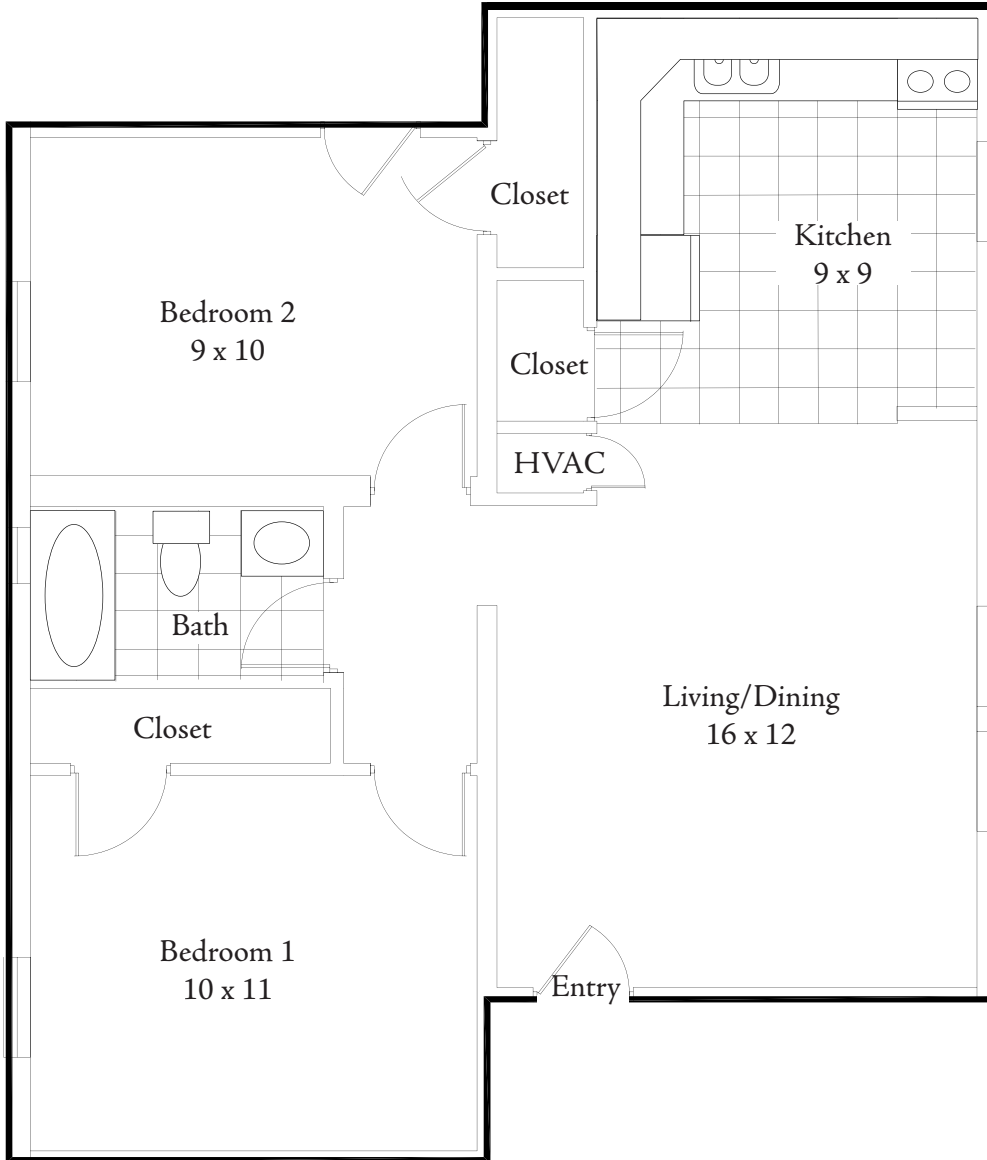 Closet
Kitchen
9 x 9
Bedroom 2
9 x 10
Closet
HVAC
Bath
Living/Dining
16 x 12
Closet
Bedroom 1
10 x 11
Entry